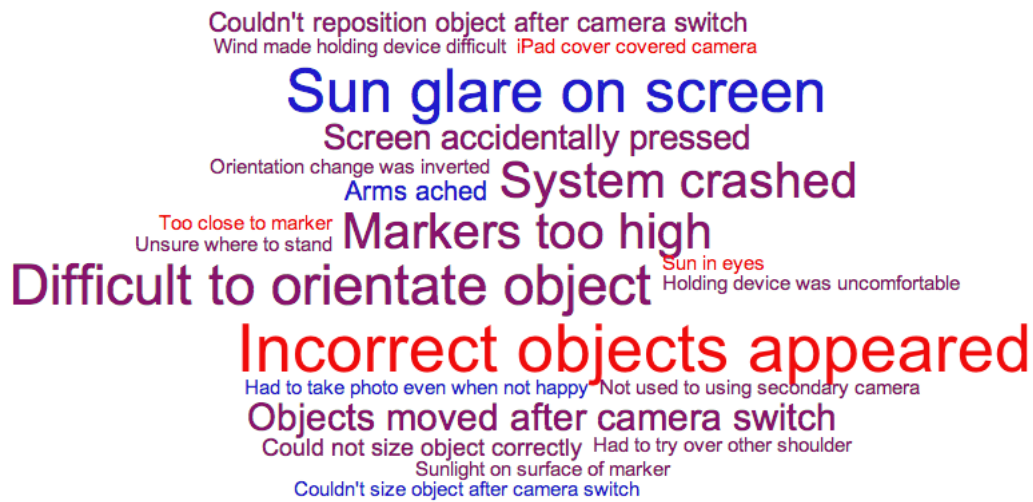 Couldn't reposition object after camera switch
Wind made holding device difficult iPad cover covered camera
Sun glare on screen
Screen accidentally pressed
Orientation change was inverted
Arms ached System crashed
Too close to marker
Unsure where to stand Markers too high
Difficult to orientate object
Sun in eyes
Holding device was uncomfortable
Incorrect objects appeared
Had to take photo even when not happy Not used to using secondary camera
Objects moved after camera switch
Could not size object correctly Had to try over other shoulder
Sunlight on surface of marker
Couldn't size object after camera switch